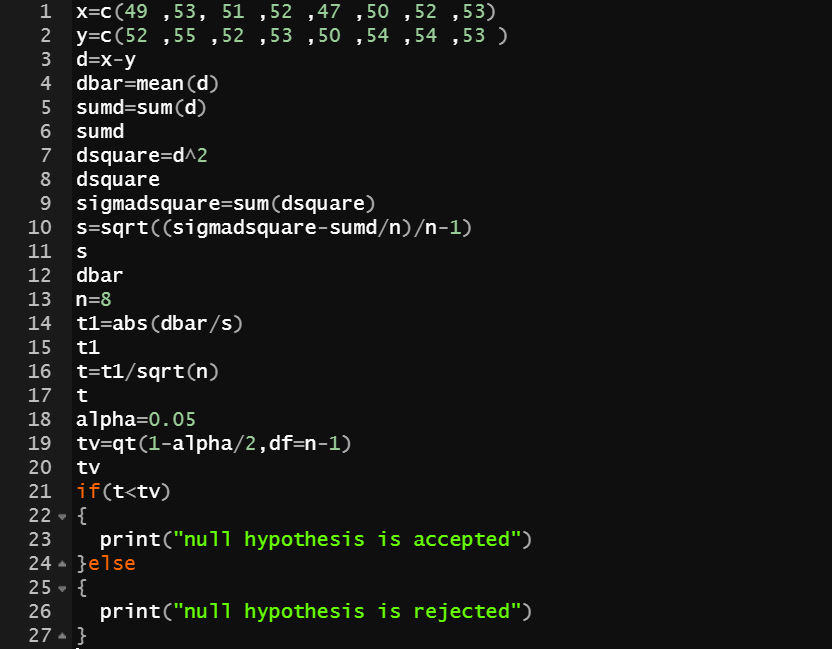 1 x=c(49 ,53, 51 ,52 ,47 ,50 ,52 ,53)
2 y=c(52 ,55 ,52 ,53 ,50 ,54 ,54 ,53 )
3 d=x-y
4 dbar=mean(d)
5 sumd=sum(d)
6 sumd
7 dsquare=d^2
8 dsquare
9 sigmadsquare=sum(dsquare)
10 s=sqrt((sigmadsquare-sumd/n)/n-1)
11 s
12 dbar
13 n=8
14 t1=abs(dbar/s)
15 t1
16 t=t1/sqrt(n)
17 t
18 alpha=0.05
19 tv=qt(1-alpha/2,df=n-1)
20 tv
21 if(t<tv)
22 {
23   print("null hypothesis is accepted")
24 }else
25 {
26   print("null hypothesis is rejected")
27 }